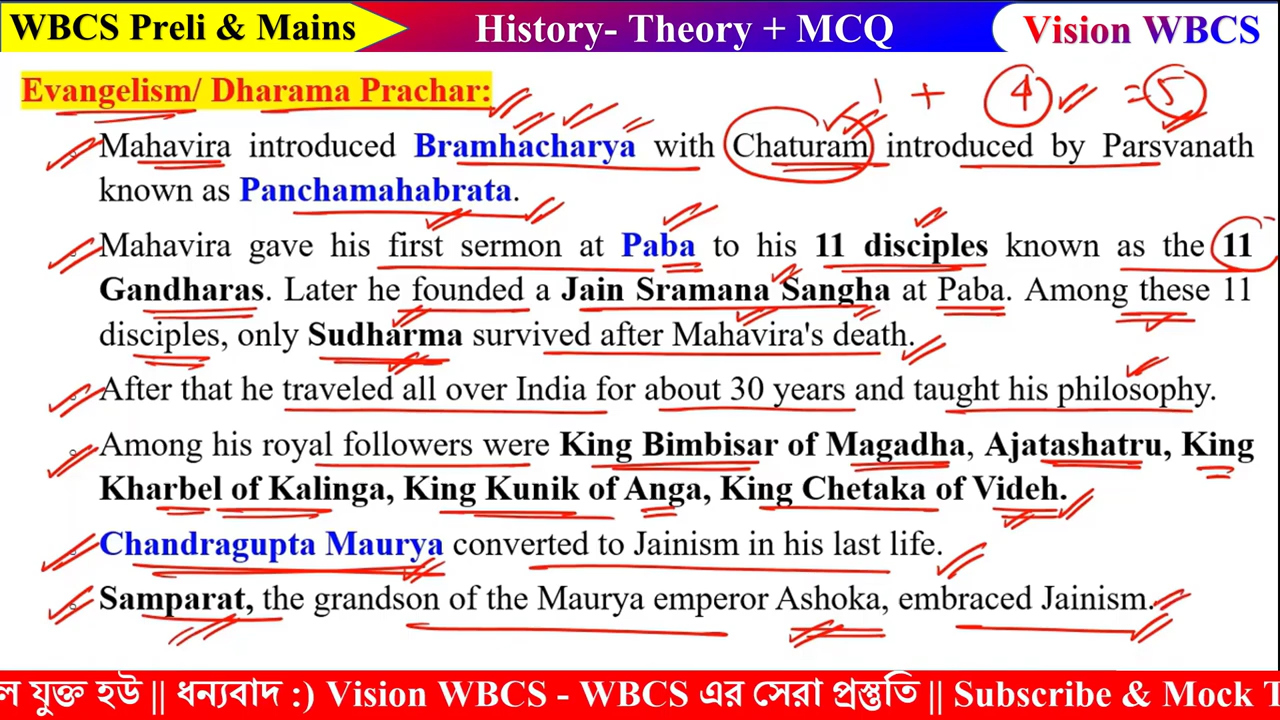 WBCS Preli & Mains
History- Theory + MCQ
Vision WBCS
Evangelism/ Dharama Prachar:
1 + 4 = 5
Mahavira introduced Bramhacharya with Chaturam introduced by Parsvanath
known as Panchamahabrata.
Mahavira gave his first sermon at Paba to his 11 disciples known as the 11
Gandharas. Later he founded a Jain Sramana Sangha at Paba. Among these 11
disciples, only Sudharma survived after Mahavira's death.
After that he traveled all over India for about 30 years and taught his philosophy.
Among his royal followers were King Bimbisar of Magadha, Ajatashatru, King
Kharbel of Kalinga, King Kunik of Anga, King Chetaka of Videh.
Chandragupta Maurya converted to Jainism in his last life.
Samparat, the grandson of the Maurya emperor Ashoka, embraced Jainism.
ল যুক্ত হউ || ধন্যবাদ :) Vision WBCS - WBCS এর সেরা প্রস্তুতি || Subscribe & Mock T